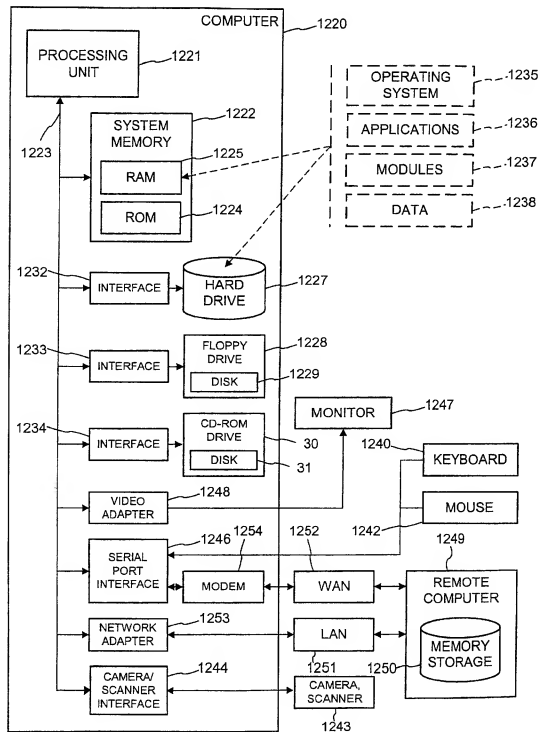 COMPUTER
1220
PROCESSING
UNIT
1221
1235
OPERATING
SYSTEM
1223
SYSTEM
MEMORY
1222
1236
APPLICATIONS
1225
RAM
1237
MODULES
1224
ROM
1238
DATA
1232
INTERFACE
HARD
DRIVE
1227
1233
INTERFACE
FLOPPY
DRIVE
1228
DISK
1229
1234
INTERFACE
CD-ROM
DRIVE
30
DISK
31
MONITOR
1247
1240
KEYBOARD
VIDEO
ADAPTER
1248
MOUSE
1242
1246
SERIAL
PORT
INTERFACE
1254
MODEM
1252
WAN
1249
REMOTE
COMPUTER
NETWORK
ADAPTER
1253
LAN
1251
1250
MEMORY
STORAGE
CAMERA/
SCANNER
INTERFACE
1244
CAMERA,
SCANNER
1243